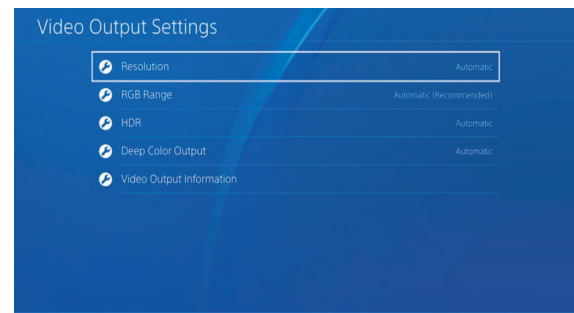 Video Output Settings
Resolution Automatic
RGB Range Automatic (Recommended)
HDR Automatic
Deep Color Output Automatic
Video Output Information